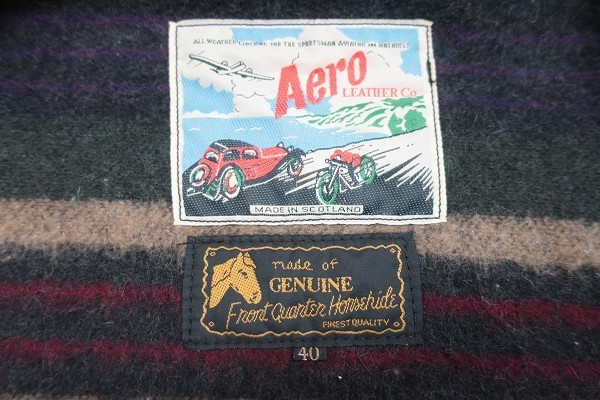 ALL WEATHER CLOTHING FOR THE SPORTSMAN AVIATOR AND MOTORIST
Aero
LEATHER Co
MADE IN SCOTLAND
made of
GENUINE
Front Quarter Horsehide
FINEST QUALITY
40